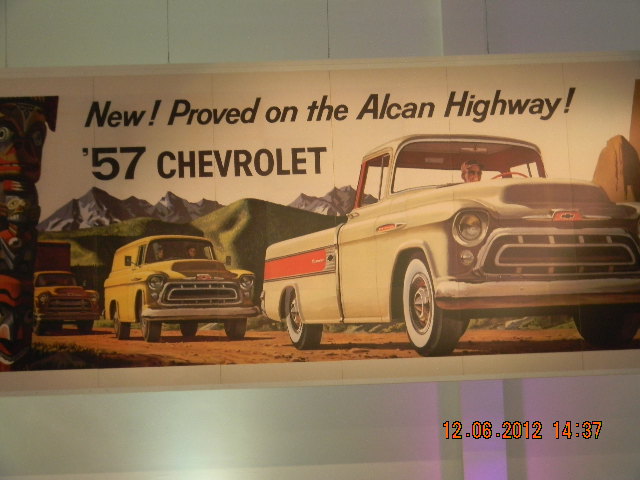 New! Proved on the Alcan Highway!
'57 CHEVROLET
12.06.2012 14:37